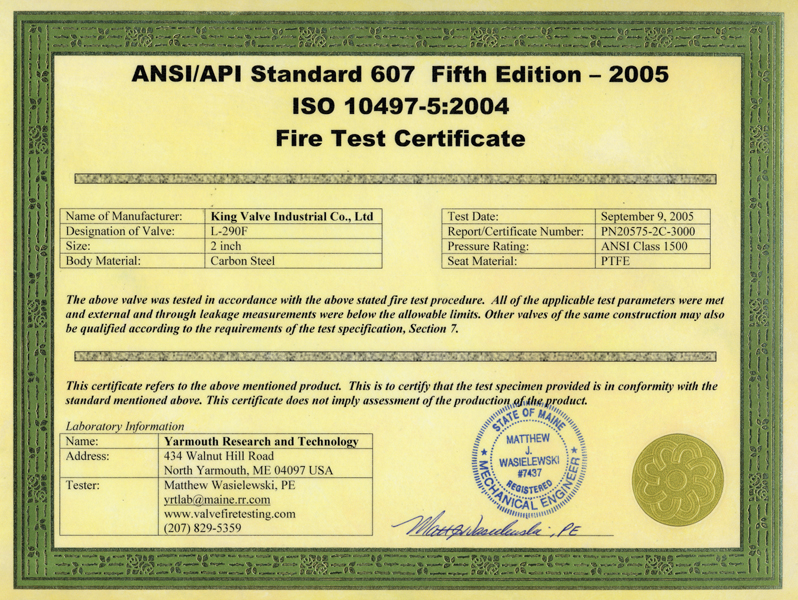 ANSI/API Standard 607 Fifth Edition – 2005
ISO 10497-5:2004
Fire Test Certificate
Name of Manufacturer: King Valve Industrial Co., Ltd
Designation of Valve: L-290F
Size: 2 inch
Body Material: Carbon Steel
Test Date: September 9, 2005
Report/Certificate Number: PN20575-2C-3000
Pressure Rating: ANSI Class 1500
Seat Material: PTFE
The above valve was tested in accordance with the above stated fire test procedure. All of the applicable test parameters were met
and external and through leakage measurements were below the allowable limits. Other valves of the same construction may also
be qualified according to the requirements of the test specification, Section 7.
This certificate refers to the above mentioned product. This is to certify that the test specimen provided is in conformity with the
standard mentioned above. This certificate does not imply assessment of the production of the product.
Laboratory Information
Name: Yarmouth Research and Technology
Address: 434 Walnut Hill Road
North Yarmouth, ME 04097 USA
Tester: Matthew Wasielewski, PE
yrtlab@maine.rr.com
www.valvefiretesting.com
(207) 829-5359
STATE OF MAINE
MATTHEW
J.
WASIELEWSKI
#7437
REGISTERED
MECHANICAL ENGINEER
Matt J Wasielewski, PE